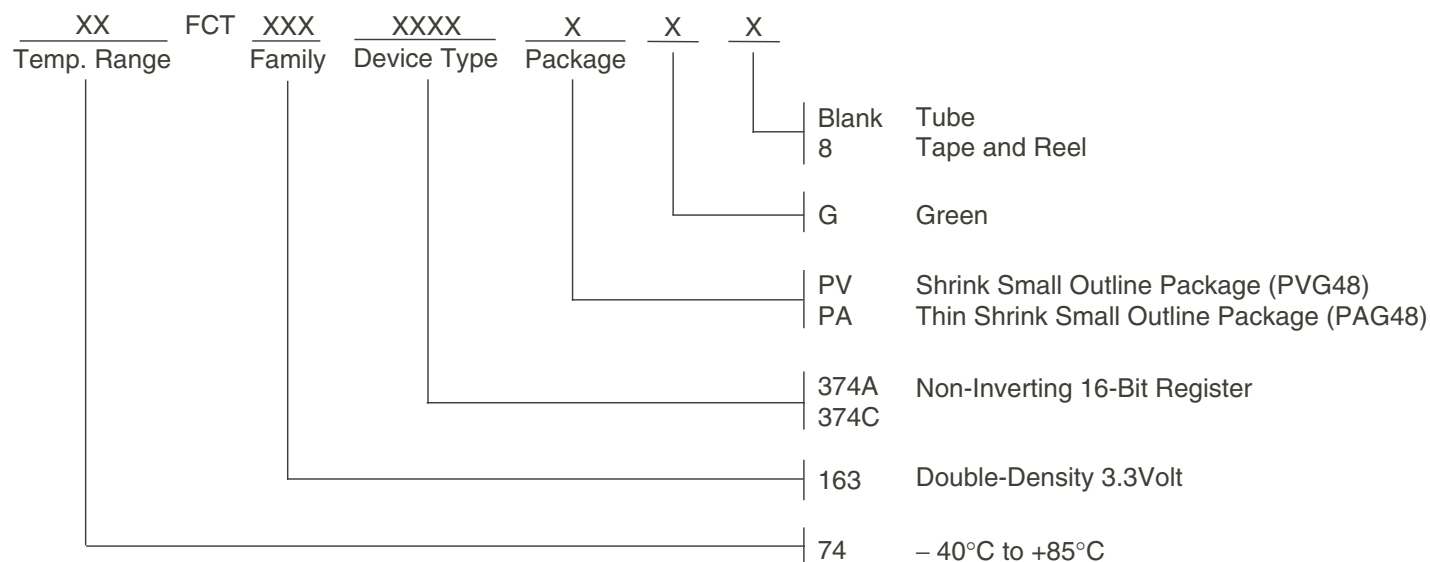 XX FCT XXX XXXX X X X
Temp. Range Family Device Type Package
Blank Tube
8 Tape and Reel
G Green
PV Shrink Small Outline Package (PVG48)
PA Thin Shrink Small Outline Package (PAG48)
374A Non-Inverting 16-Bit Register
374C
163 Double-Density 3.3Volt
74 – 40°C to +85°C